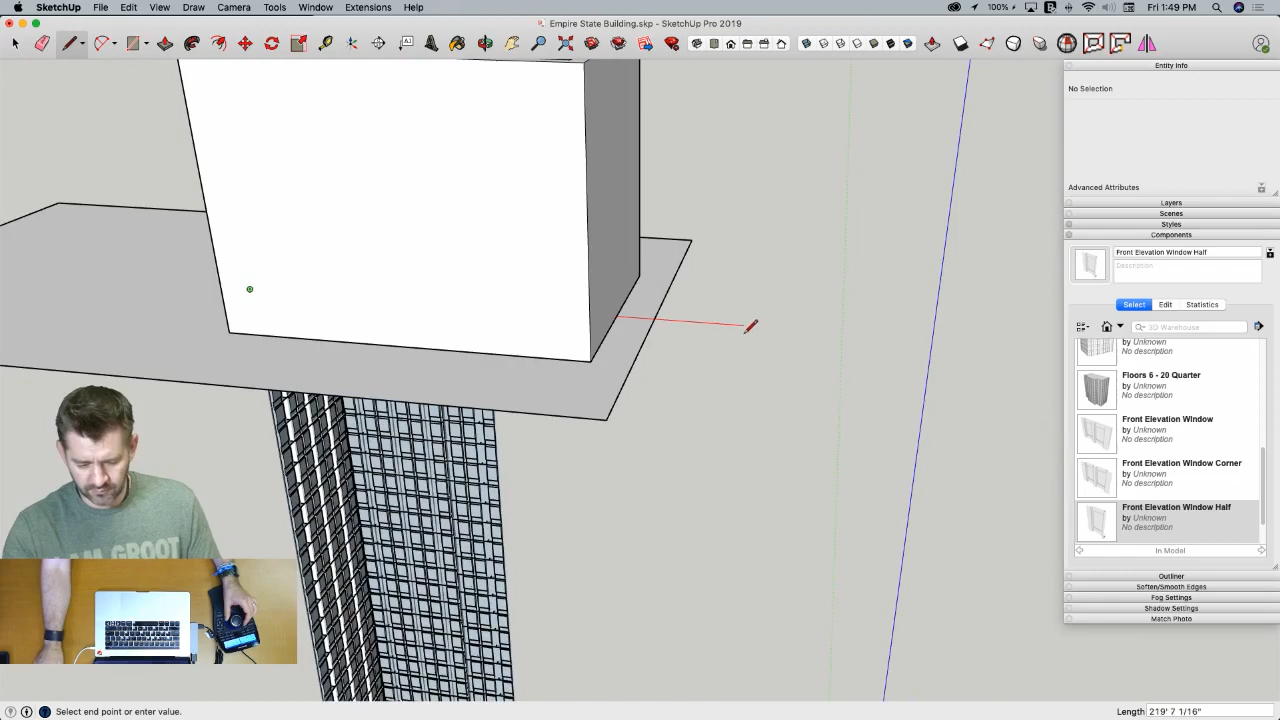 SketchUp File Edit View Draw Camera Tools Window Extensions Help
100% Fri 1:49 PM
Empire State Building.skp - SketchUp Pro 2019
Entity Info
No Selection
Advanced Attributes
Layers
Scenes
Styles
Components
Front Elevation Window Half
Description
Select Edit Statistics
3D Warehouse
by Unknown
No description
Floors 6 - 20 Quarter
by Unknown
No description
Front Elevation Window
by Unknown
No description
Front Elevation Window Corner
by Unknown
No description
Front Elevation Window Half
by Unknown
No description
In Model
Outliner
Soften/Smooth Edges
Fog Settings
Shadow Settings
Match Photo
I AM GROOT
Select end point or enter value.
Length 219' 7 1/16"